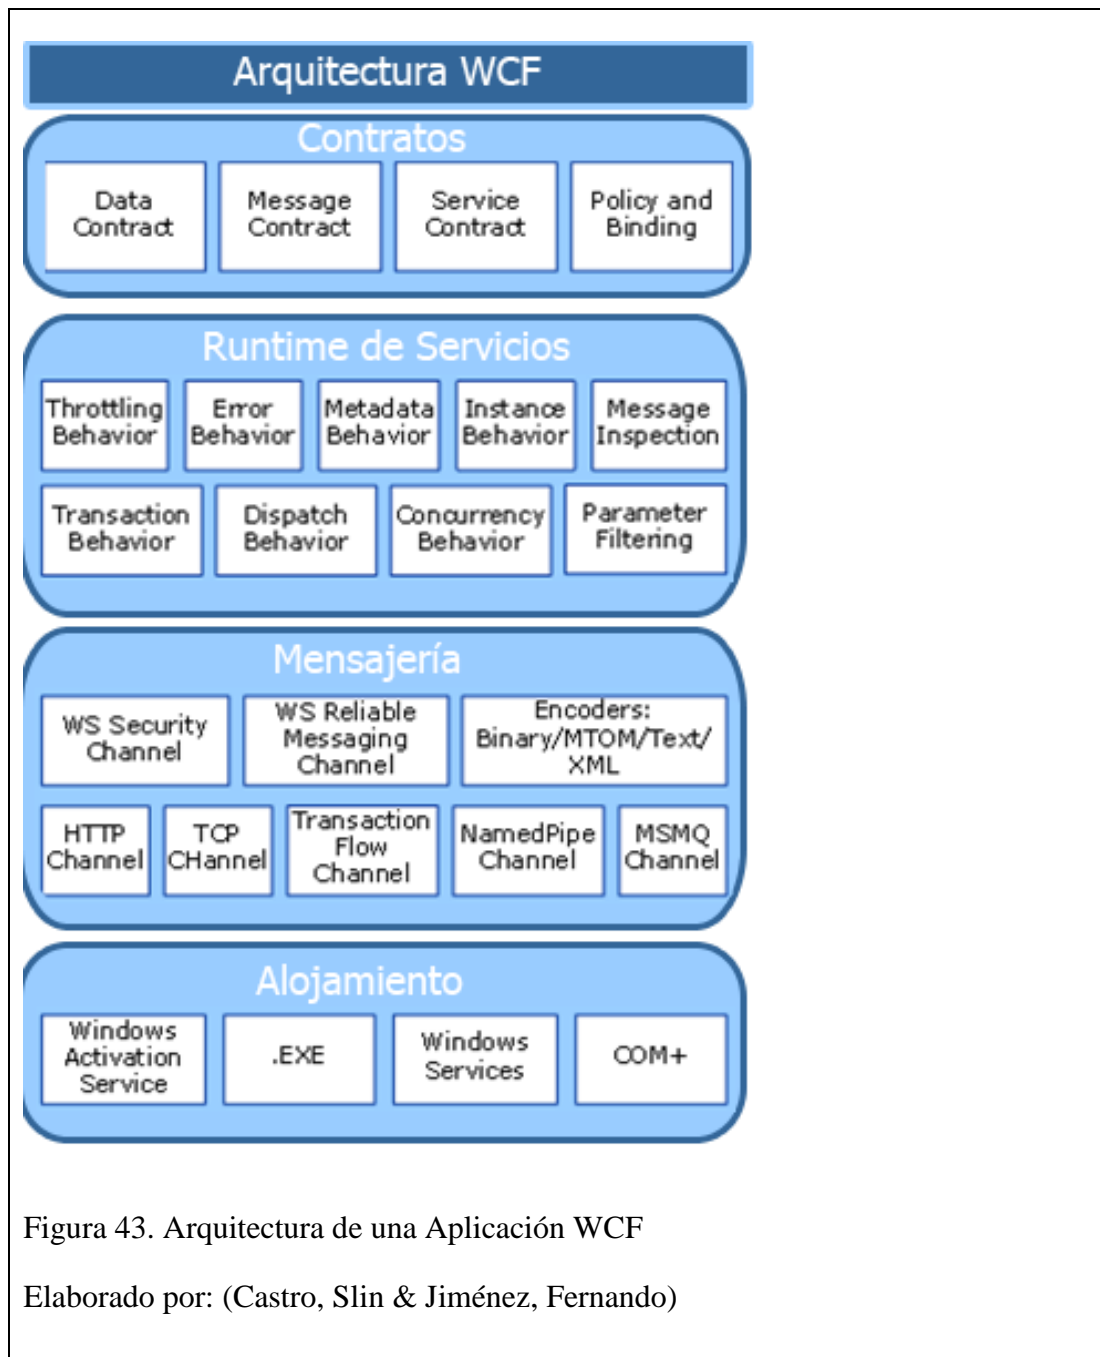 Arquitectura WCF
Contratos
Data
Contract
Message
Contract
Service
Contract
Policy and
Binding
Runtime de Servicios
Throttling
Behavior
Error
Behavior
Metadata
Behavior
Instance
Behavior
Message
Inspection
Transaction
Behavior
Dispatch
Behavior
Concurrency
Behavior
Parameter
Filtering
Mensajería
WS Security
Channel
WS Reliable
Messaging
Channel
Encoders:
Binary/MTOM/Text/
XML
HTTP
Channel
TCP
CHannel
Transaction
Flow
Channel
NamedPipe
Channel
MSMQ
Channel
Alojamiento
Windows
Activation
Service
.EXE
Windows
Services
COM+
Figura 43. Arquitectura de una Aplicación WCF
Elaborado por: (Castro, Slin & Jiménez, Fernando)